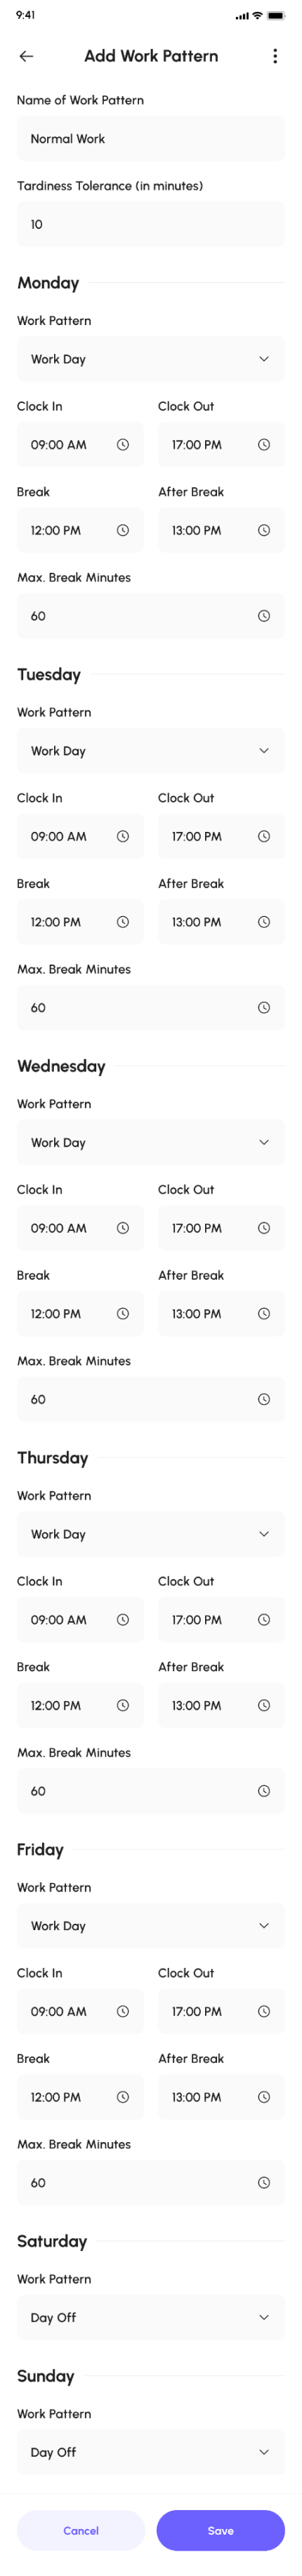 9:41
Add Work Pattern
Name of Work Pattern
Normal Work
Tardiness Tolerance (in minutes)
10
Monday
Work Pattern
Work Day
Clock In Clock Out
09:00 AM 17:00 PM
Break After Break
12:00 PM 13:00 PM
Max. Break Minutes
60
Tuesday
Work Pattern
Work Day
Clock In Clock Out
09:00 AM 17:00 PM
Break After Break
12:00 PM 13:00 PM
Max. Break Minutes
60
Wednesday
Work Pattern
Work Day
Clock In Clock Out
09:00 AM 17:00 PM
Break After Break
12:00 PM 13:00 PM
Max. Break Minutes
60
Thursday
Work Pattern
Work Day
Clock In Clock Out
09:00 AM 17:00 PM
Break After Break
12:00 PM 13:00 PM
Max. Break Minutes
60
Friday
Work Pattern
Work Day
Clock In Clock Out
09:00 AM 17:00 PM
Break After Break
12:00 PM 13:00 PM
Max. Break Minutes
60
Saturday
Work Pattern
Day Off
Sunday
Work Pattern
Day Off
Cancel Save